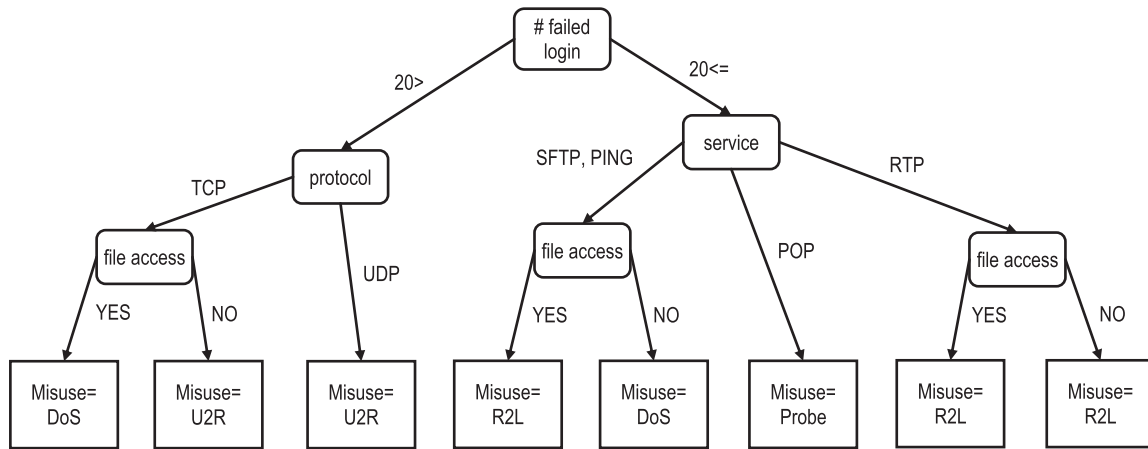 # failed
login
20>
20<=
protocol
service
TCP
UDP
SFTP, PING
POP
RTP
file access
file access
file access
YES
NO
YES
NO
YES
NO
Misuse=
DoS
Misuse=
U2R
Misuse=
U2R
Misuse=
R2L
Misuse=
DoS
Misuse=
Probe
Misuse=
R2L
Misuse=
R2L